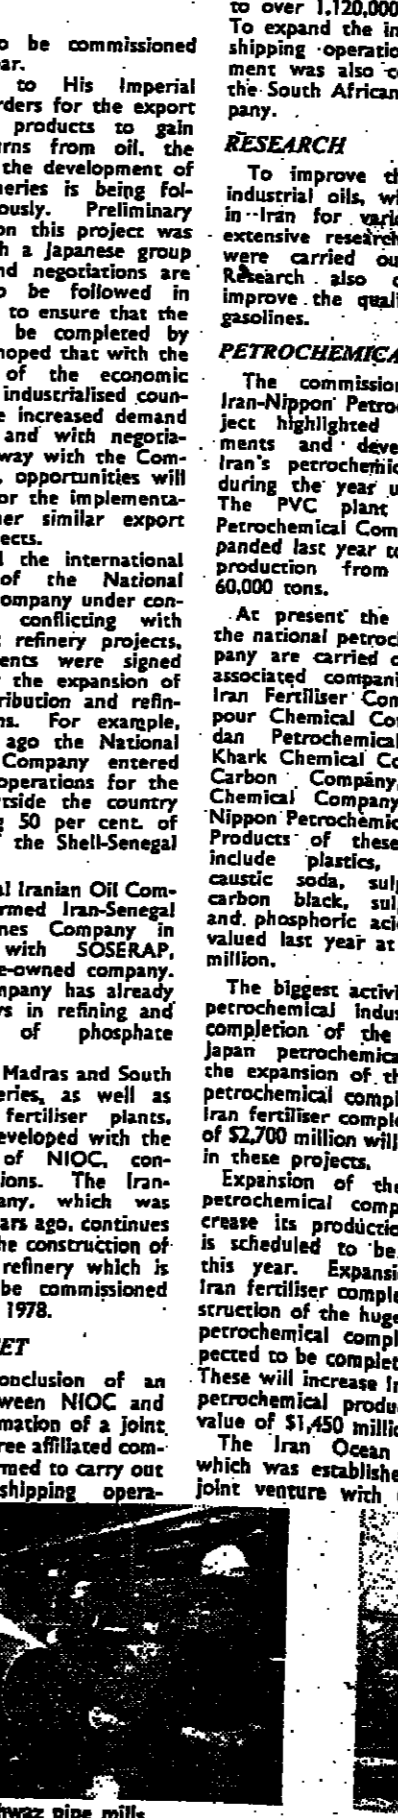 o be commissioned
ar.
to His Imperial
rders for the export
products to gain
urns from oil, the
the development of
neries is being fol-
ously. Preliminary
on this project was
h a Japanese group
nd negotiations are
o be followed in
to ensure that the
be completed by
hoped that with the
of the economic
industrialised coun-
e increased demand
and with negotia-
way with the Com-
, opportunities will
or the implementa-
her similar export
ects.
d the international
of the National
Company under con-
conflicting with
t refinery projects,
ents were signed
r the expansion of
ribution and refin-
ns. For example,
ago the National
Company entered
operations for the
tside the country
g 50 per cent. of
the Shell-Senegal
al Iranian Oil Com-
rmed Iran-Senegal
nes Company in
with SOSERAP,
e-owned company.
mpany has already
rs in refining and
of phosphate
Madras and South
eries, as well as
fertiliser plants,
eveloped with the
of NIOC, con-
ions. The Iran-
any, which was
ars ago, continues
he construction of
refinery which is
be commissioned
1978.
ET
onclusion of an
ween NIOC and
mation of a joint
ree affiliated com-
rmed to carry out
shipping opera-
to over 1,120,000
To expand the in
shipping operatio
ment was also co
the South African
pany.
RESEARCH
To improve th
industrial oils, wi
in Iran for vario
extensive research
were carried ou
Research also c
improve the quali
gasolines.
PETROCHEMICA
The commission
Iran-Nippon Petroc
ject highlighted
ments and deve
Iran's petrochemic
during the year u
The PVC plant
Petrochemical Com
panded last year to
production from
60,000 tons.
At present the
the national petroch
pany are carried o
associated compani
Iran Fertiliser Com
pour Chemical Co
dan Petrochemical
Khark Chemical Co
Carbon Company,
Chemical Company
Nippon Petrochemic
Products of these
include plastics,
caustic soda, sulp
carbon black, sul
and phosphoric acid
valued last year at
million.
The biggest activi
petrochemical indus
completion of the
Japan petrochemica
the expansion of th
petrochemical compl
Iran fertiliser comple
of $2,700 million will
in these projects.
Expansion of the
petrochemical comp
crease its productio
is scheduled to be
this year. Expansi
Iran fertiliser comple
struction of the huge
petrochemical compl
pected to be complet
These will increase Ir
petrochemical produ
value of $1,450 millio
The Iran Ocean
which was establishe
joint venture with
hwaz pipe mills